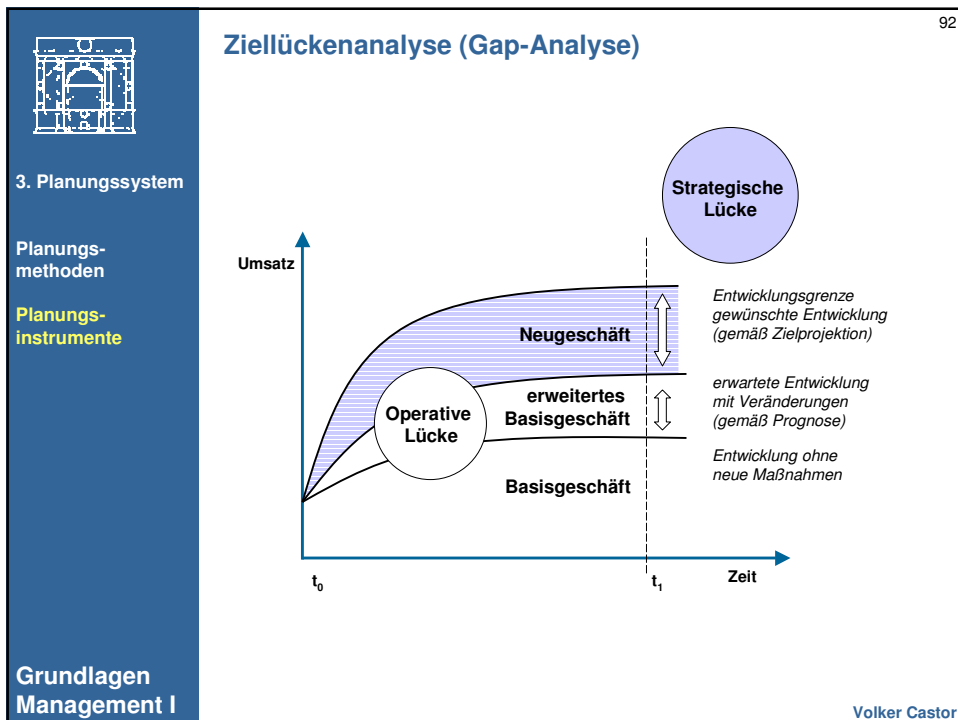 92
Ziellückenanalyse (Gap-Analyse)
3. Planungssystem
Planungs-
methoden
Planungs-
instrumente
Strategische
Lücke
Umsatz
Neugeschäft
Entwicklungsgrenze
gewünschte Entwicklung
(gemäß Zielprojektion)
Operative
Lücke
erweitertes
Basisgeschäft
erwartete Entwicklung
mit Veränderungen
(gemäß Prognose)
Basisgeschäft
Entwicklung ohne
neue Maßnahmen
t0
t1
Zeit
Grundlagen
Management I
Volker Castor